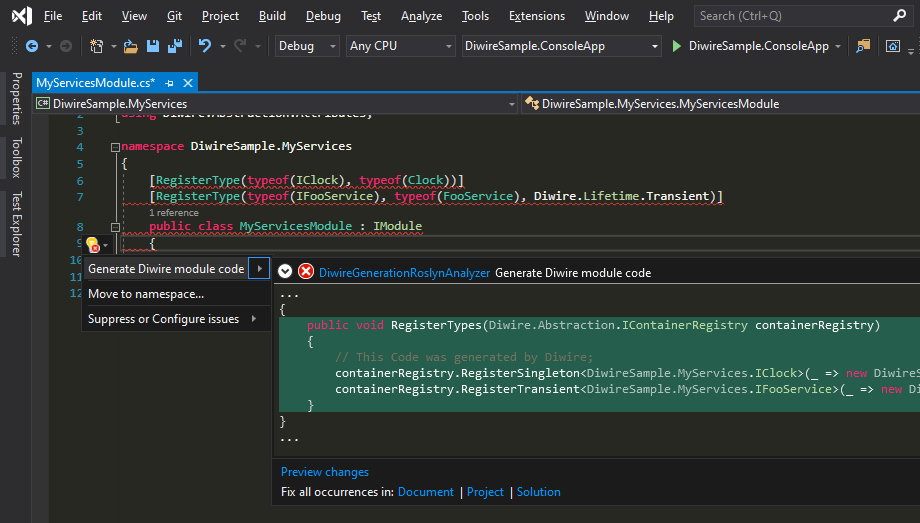 File Edit View Git Project Build Debug Test Analyze Tools Extensions Window Help Search (Ctrl+Q)
Debug Any CPU DiwireSample.ConsoleApp DiwireSample.ConsoleApp
MyServicesModule.cs*
Properties
Toolbox
Test Explorer
C# DiwireSample.MyServices DiwireSample.MyServices.MyServicesModule
2 using Diwire.Abstraction.Attributes;
3
4 namespace DiwireSample.MyServices
5 {
6 [RegisterType(typeof(IClock), typeof(Clock))]
7 [RegisterType(typeof(IFooService), typeof(FooService), Diwire.Lifetime.Transient)]
1 reference
8 public class MyServicesModule : IModule
9 {
10
11
12
Generate Diwire module code
Move to namespace...
Suppress or Configure issues
DiwireGenerationRoslynAnalyzer Generate Diwire module code
...
{
public void RegisterTypes(Diwire.Abstraction.IContainerRegistry containerRegistry)
{
// This Code was generated by Diwire;
containerRegistry.RegisterSingleton<DiwireSample.MyServices.IClock>(_ => new DiwireS
containerRegistry.RegisterTransient<DiwireSample.MyServices.IFooService>(_ => new Di
}
}
...
Preview changes
Fix all occurrences in: Document | Project | Solution